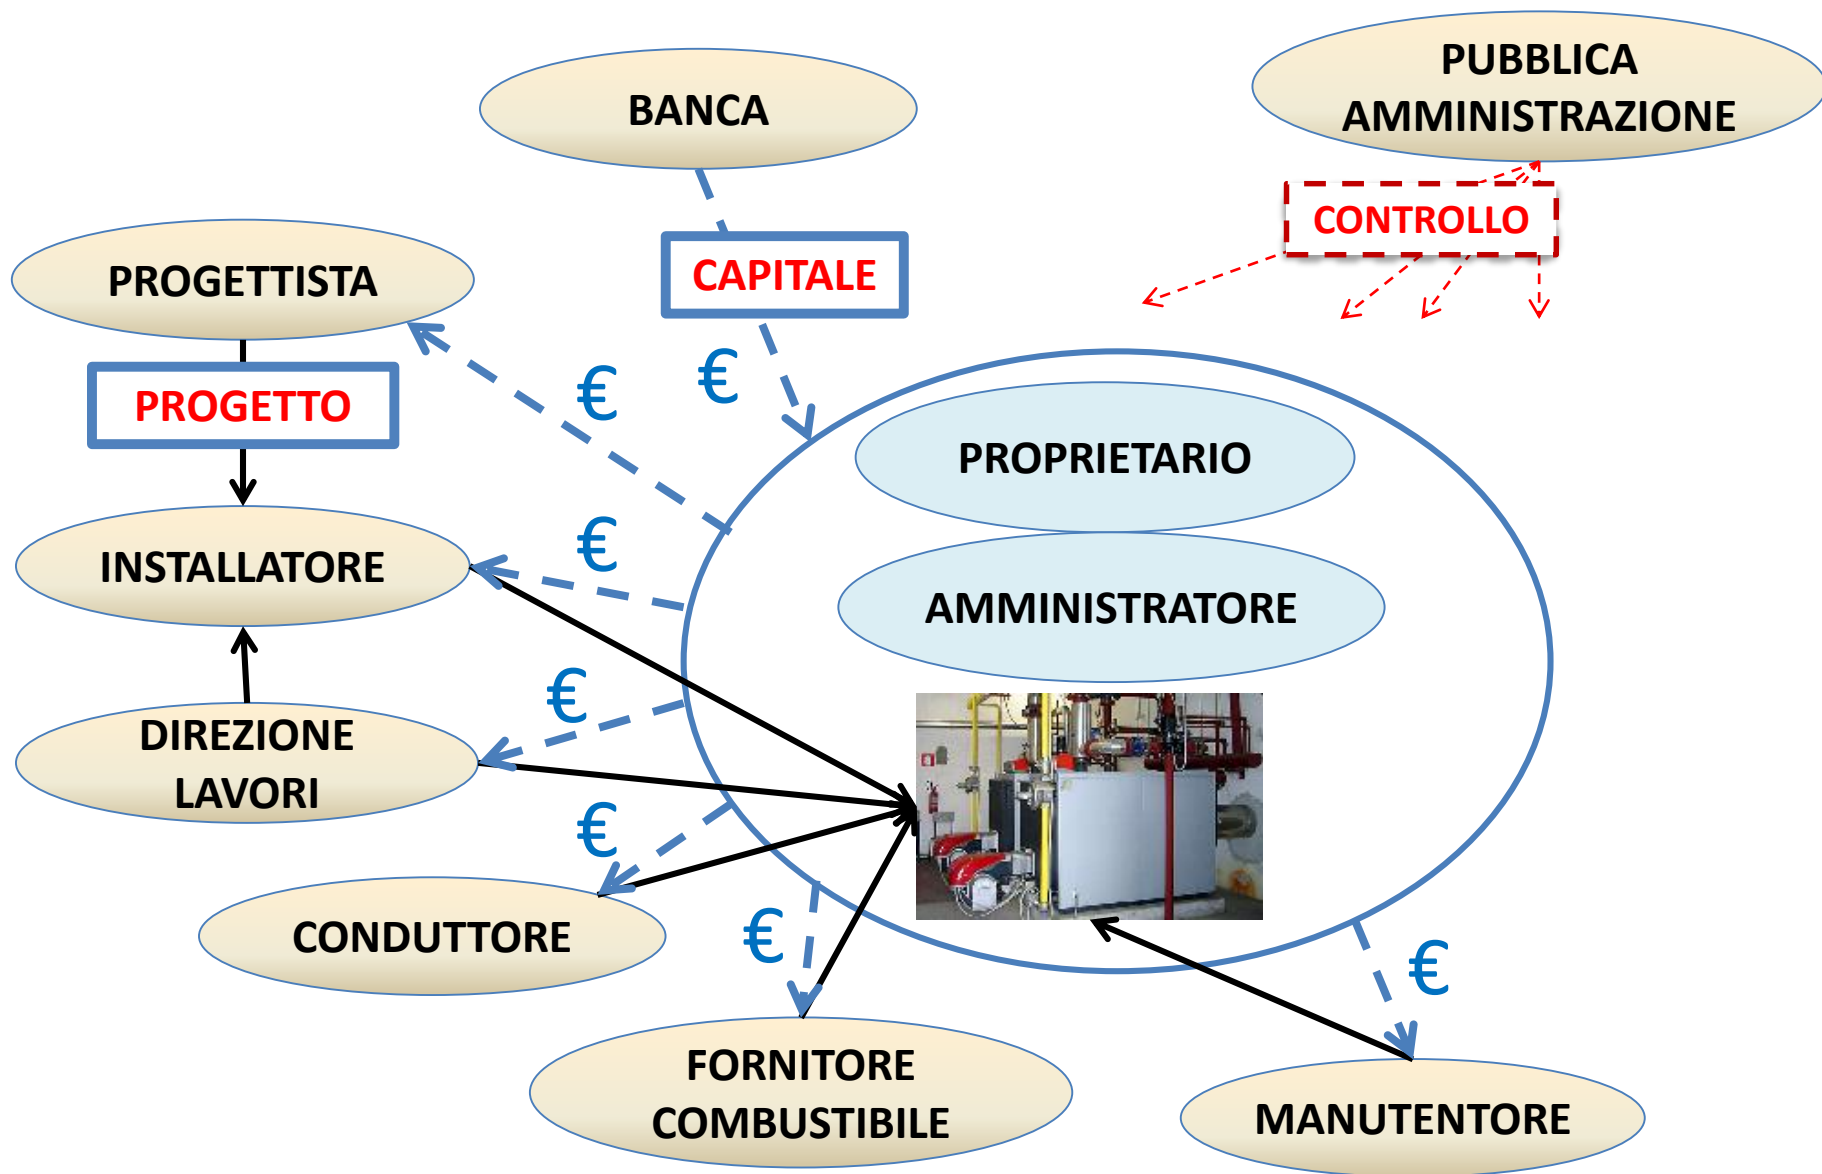 PUBBLICA
AMMINISTRAZIONE
BANCA
CONTROLLO
CAPITALE
PROGETTISTA
€
€
PROGETTO
PROPRIETARIO
€
INSTALLATORE
AMMINISTRATORE
€
DIREZIONE
LAVORI
€
CONDUTTORE
€
€
FORNITORE
COMBUSTIBILE
MANUTENTORE